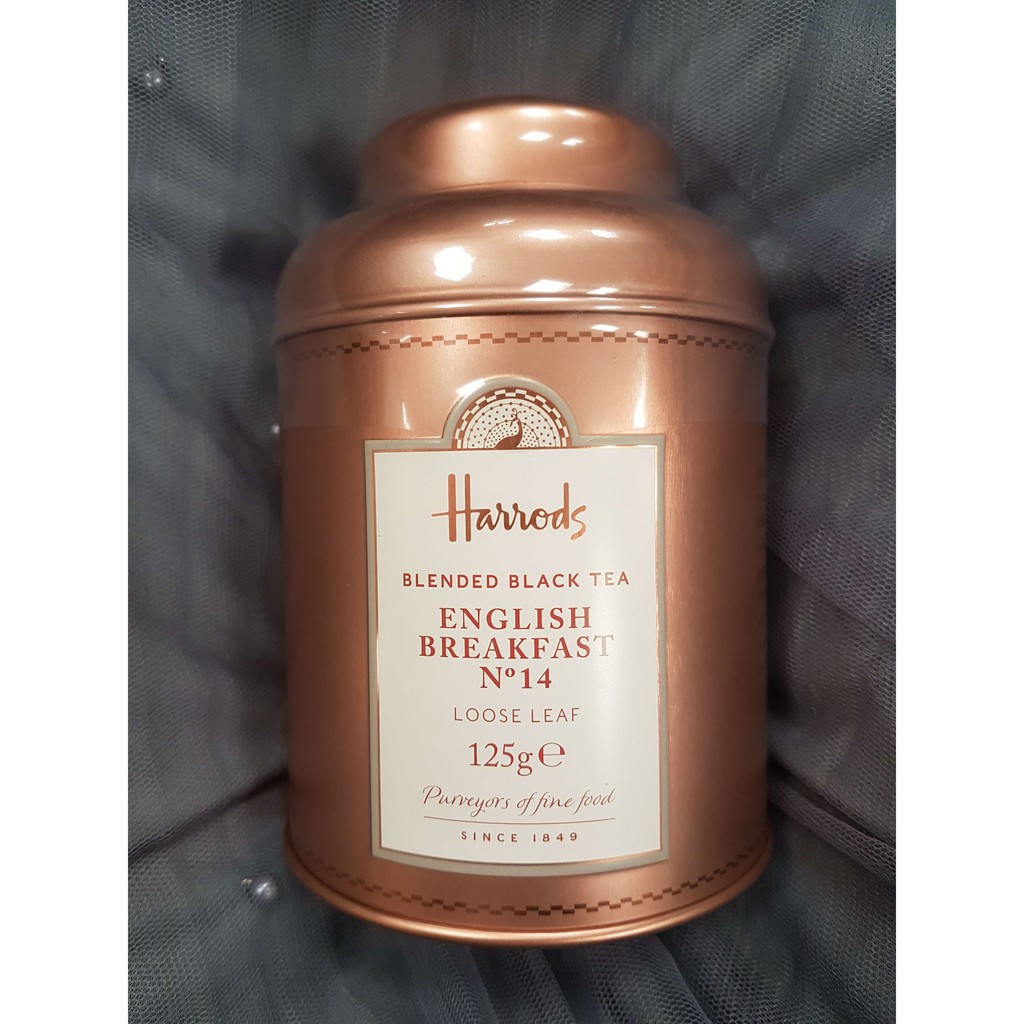 Harrods
BLENDED BLACK TEA
ENGLISH
BREAKFAST
Nº14
LOOSE LEAF
125g℮
Purveyors of fine food
SINCE 1849